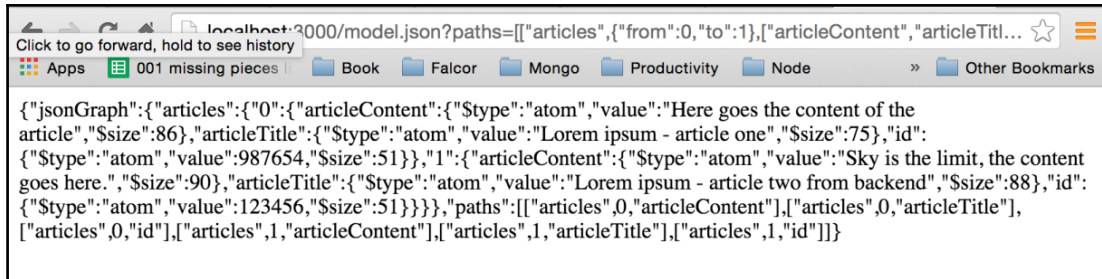 localhost:3000/model.json?paths=[["articles",{"from":0,"to":1},["articleContent","articleTitl...
Click to go forward, hold to see history
Apps 001 missing pieces Book Falcor Mongo Productivity Node » Other Bookmarks
{"jsonGraph":{"articles":{"0":{"articleContent":{"$type":"atom","value":"Here goes the content of the
article","$size":86},"articleTitle":{"$type":"atom","value":"Lorem ipsum - article one","$size":75},"id":
{"$type":"atom","value":987654,"$size":51}},"1":{"articleContent":{"$type":"atom","value":"Sky is the limit, the content
goes here.","$size":90},"articleTitle":{"$type":"atom","value":"Lorem ipsum - article two from backend","$size":88},"id":
{"$type":"atom","value":123456,"$size":51}}}},"paths":[["articles",0,"articleContent"],["articles",0,"articleTitle"],
["articles",0,"id"],["articles",1,"articleContent"],["articles",1,"articleTitle"],["articles",1,"id"]]}